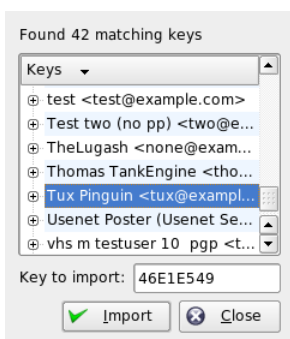 Found 42 matching keys
Keys
test <test@example.com>
Test two (no pp) <two@e...
TheLugash <none@exam...
Thomas TankEngine <tho...
Tux Pinguin <tux@exampl...
Usenet Poster (Usenet Se...
vhs m testuser 10 pgp <t...
Key to import: 46E1E549
Import Close